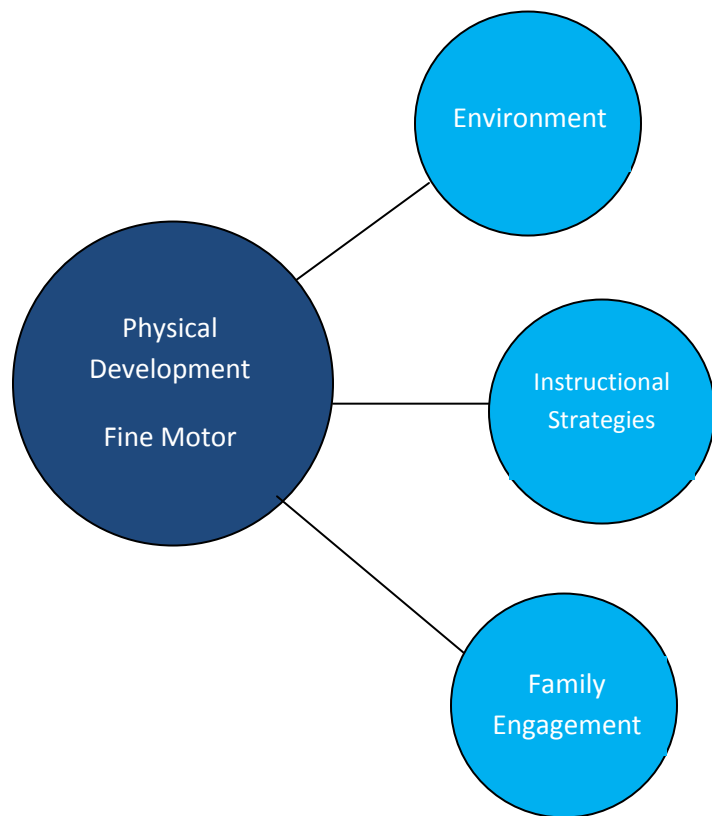 Environment
Physical
Development
Fine Motor
Instructional
Strategies
Family
Engagement